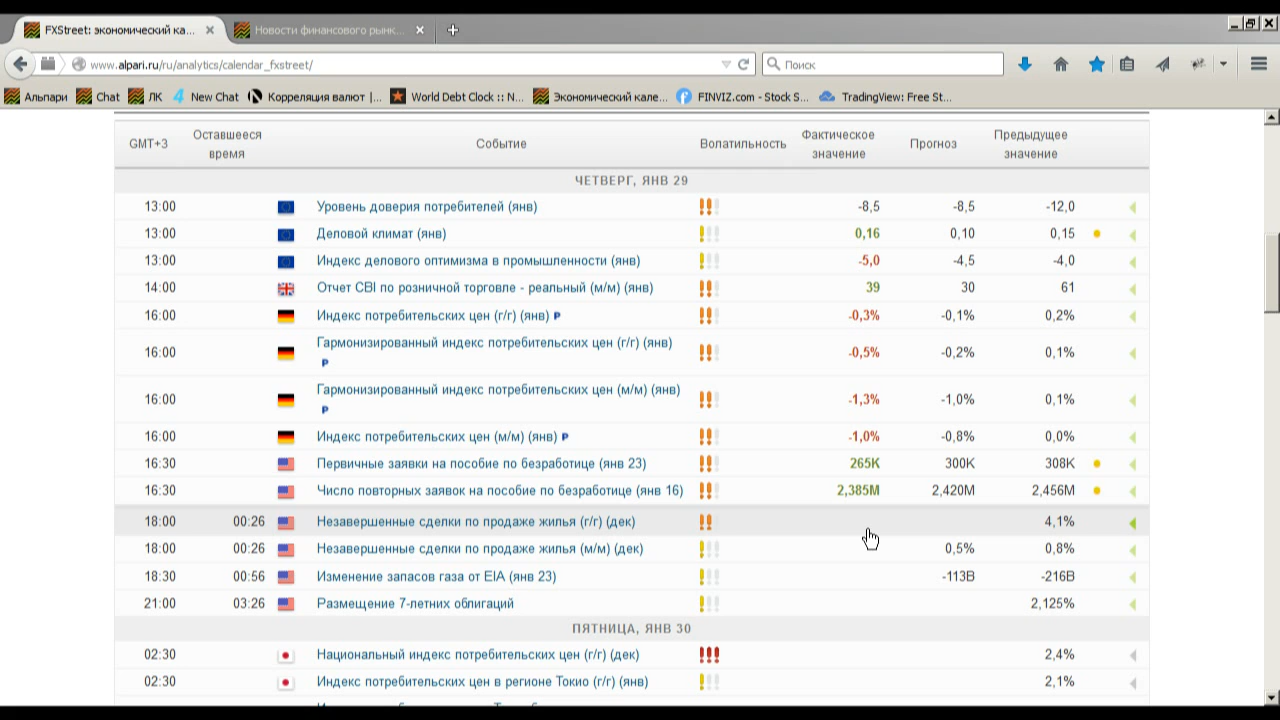 FXStreet: экономический ка...
Новости финансового рынк...
www.alpari.ru/ru/analytics/calendar_fxstreet/
Поиск
Альпари
Chat
ЛК
New Chat
Корреляция валют |...
World Debt Clock :: N...
Экономический кале...
FINVIZ.com - Stock S...
TradingView: Free St...
GMT+3 Оставшееся время Событие Волатильность Фактическое значение Прогноз Предыдущее значение
ЧЕТВЕРГ, ЯНВ 29
13:00 Уровень доверия потребителей (янв) -8,5 -8,5 -12,0
13:00 Деловой климат (янв) 0,16 0,10 0,15
13:00 Индекс делового оптимизма в промышленности (янв) -5,0 -4,5 -4,0
14:00 Отчет CBI по розничной торговле - реальный (м/м) (янв) 39 30 61
16:00 Индекс потребительских цен (г/г) (янв) P -0,3% -0,1% 0,2%
16:00 Гармонизированный индекс потребительских цен (г/г) (янв) P -0,5% -0,2% 0,1%
16:00 Гармонизированный индекс потребительских цен (м/м) (янв) P -1,3% -1,0% 0,1%
16:00 Индекс потребительских цен (м/м) (янв) P -1,0% -0,8% 0,0%
16:30 Первичные заявки на пособие по безработице (янв 23) 265K 300K 308K
16:30 Число повторных заявок на пособие по безработице (янв 16) 2,385M 2,420M 2,456M
18:00 00:26 Незавершенные сделки по продаже жилья (г/г) (дек) 4,1%
18:00 00:26 Незавершенные сделки по продаже жилья (м/м) (дек) 0,5% 0,8%
18:30 00:56 Изменение запасов газа от EIA (янв 23) -113B -216B
21:00 03:26 Размещение 7-летних облигаций 2,125%
ПЯТНИЦА, ЯНВ 30
02:30 Национальный индекс потребительских цен (г/г) (дек) 2,4%
02:30 Индекс потребительских цен в регионе Токио (г/г) (янв) 2,1%